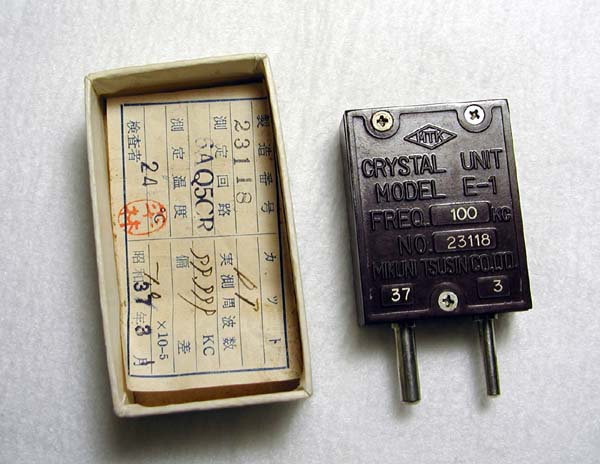 製造番号
23118
測定回路
6AQ5CR
測定温度
24 ℃
検査者
カット
実測周波数
KC
偏差
×10-5
昭和37年3月
MTK
CRYSTAL UNIT
MODEL E-1
FREQ. 100 KC
NO. 23118
MIKUNI TSUSIN CO.LTD.
37 3